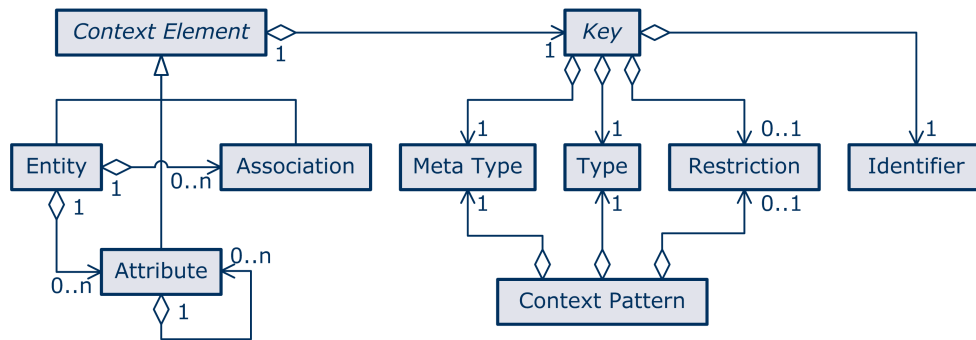 Context Element
1
1
Key
Entity
1
0..n
Association
1
0..n
Attribute
0..n
1
1
1
0..1
1
Meta Type
Type
Restriction
Identifier
1
1
0..1
Context Pattern